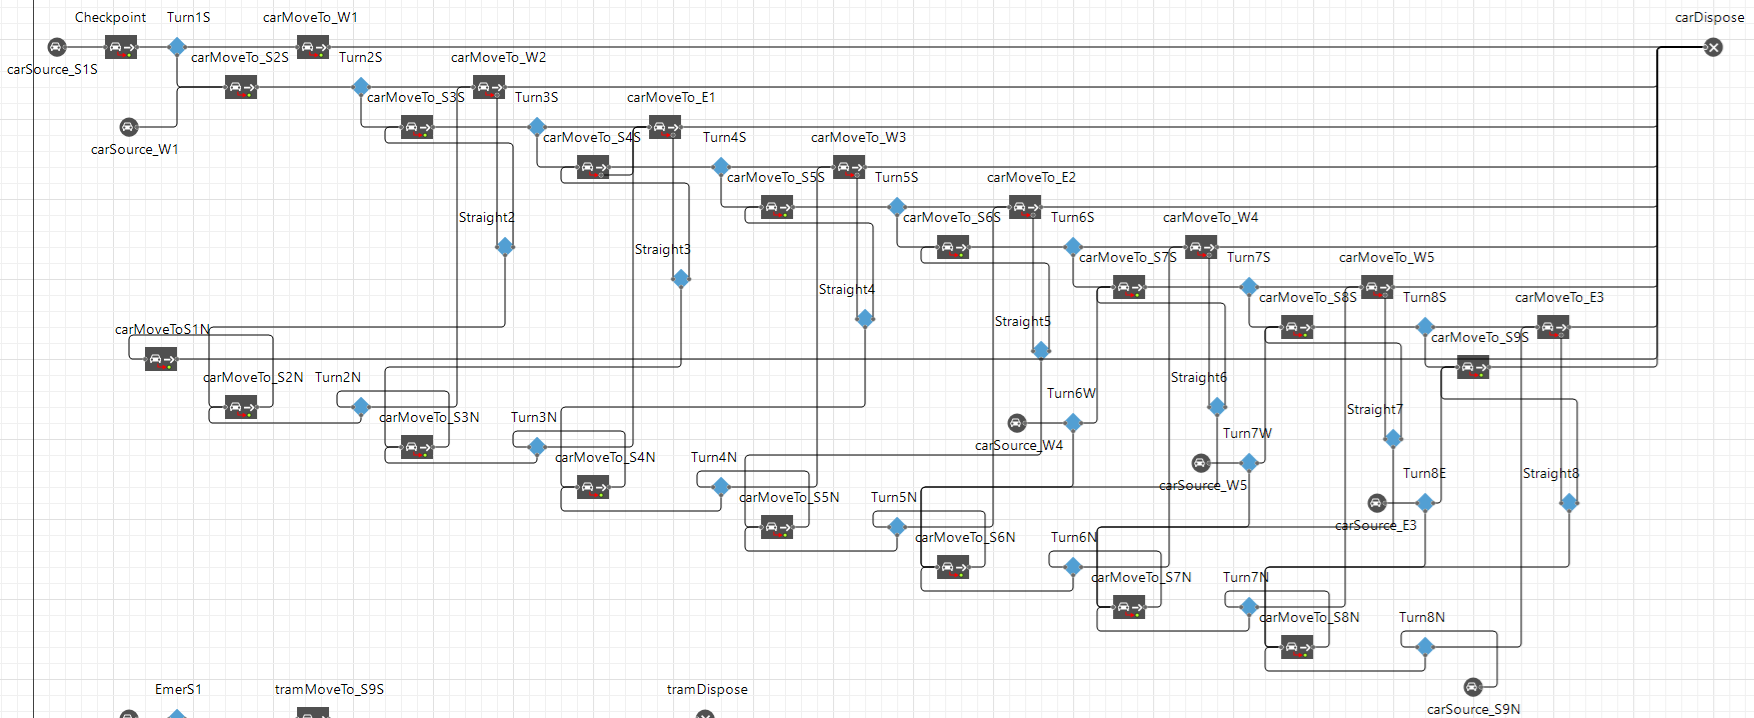 Checkpoint Turn1S carMoveTo_W1 carDispose
carSource_S1S carMoveTo_S2S Turn2S carMoveTo_W2
carMoveTo_S3S Turn3S carMoveTo_E1
carSource_W1 carMoveTo_S4S Turn4S carMoveTo_W3
carMoveTo_S5S Turn5S carMoveTo_E2
Straight2 carMoveTo_S6S Turn6S carMoveTo_W4
Straight3 carMoveTo_S7S Turn7S carMoveTo_W5
Straight4 carMoveTo_S8S Turn8S carMoveTo_E3
carMoveToS1N Straight5 carMoveTo_S9S
carMoveTo_S2N Turn2N Straight6
Turn6W
carMoveTo_S3N Turn3N Straight7
carSource_W4 Turn7W
carMoveTo_S4N Turn4N
carSource_W5 Turn8E Straight8
carMoveTo_S5N Turn5N
carSource_E3
carMoveTo_S6N Turn6N
carMoveTo_S7N Turn7N
carMoveTo_S8N Turn8N
EmerS1 tramMoveTo_S9S tramDispose
carSource_S9N